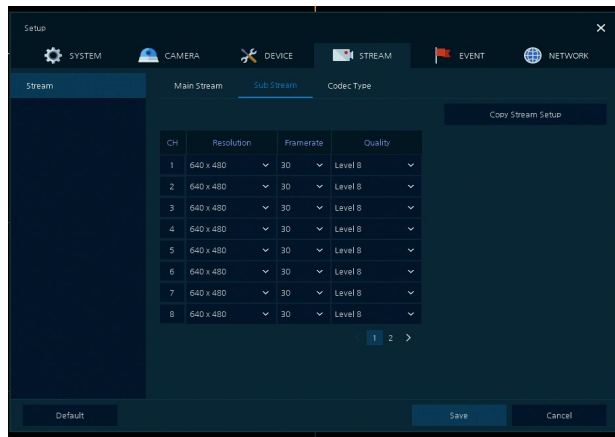 Setup
SYSTEM CAMERA DEVICE STREAM EVENT NETWORK
Stream
Main Stream Sub Stream Codec Type
Copy Stream Setup
CH Resolution Framerate Quality
1 640 x 480 30 Level 8
2 640 x 480 30 Level 8
3 640 x 480 30 Level 8
4 640 x 480 30 Level 8
5 640 x 480 30 Level 8
6 640 x 480 30 Level 8
7 640 x 480 30 Level 8
8 640 x 480 30 Level 8
1 2
Default Save Cancel